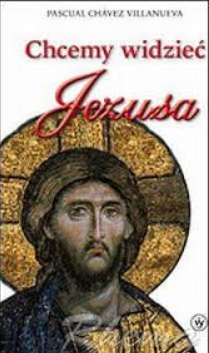 PASCUAL CHÁVEZ VILLANUEVA
Chcemy widzieć
Jezusa